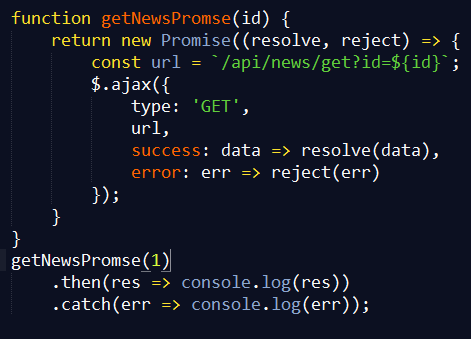 function getNewsPromse(id) {
    return new Promise((resolve, reject) => {
        const url = `/api/news/get?id=${id}`;
        $.ajax({
            type: 'GET',
            url,
            success: data => resolve(data),
            error: err => reject(err)
        });
    }
}
getNewsPromse(1)
    .then(res => console.log(res))
    .catch(err => console.log(err));